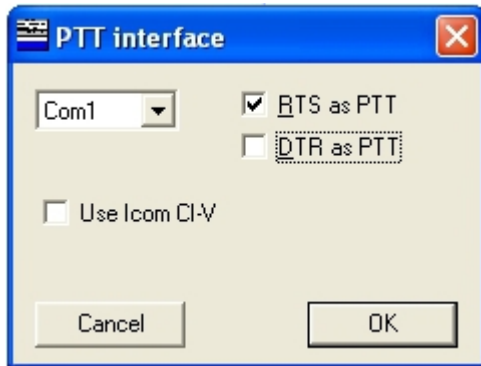 PTT interface
Com1
RTS as PTT
DTR as PTT
Use Icom CI-V
Cancel
OK